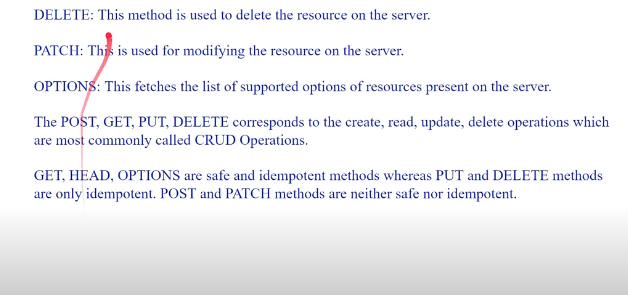 DELETE: This method is used to delete the resource on the server.
PATCH: This is used for modifying the resource on the server.
OPTIONS: This fetches the list of supported options of resources present on the server.
The POST, GET, PUT, DELETE corresponds to the create, read, update, delete operations which
are most commonly called CRUD Operations.
GET, HEAD, OPTIONS are safe and idempotent methods whereas PUT and DELETE methods
are only idempotent. POST and PATCH methods are neither safe nor idempotent.